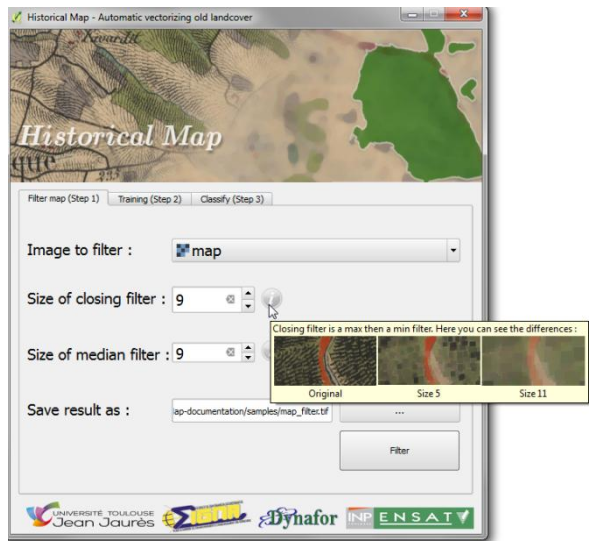 Historical Map - Automatic vectorizing old landcover
Kivardit
Historical Map
que
Filter map (Step 1) Training (Step 2) Classify (Step 3)
Image to filter : map
Size of closing filter : 9
Closing filter is a max then a min filter. Here you can see the differences :
Original Size 5 Size 11
Size of median filter : 9
Save result as : ap-documentation/samples/map_filter.tif ...
Filter
UNIVERSITÉ TOULOUSE
Jean Jaurès
Dynafor
INP ENSAT